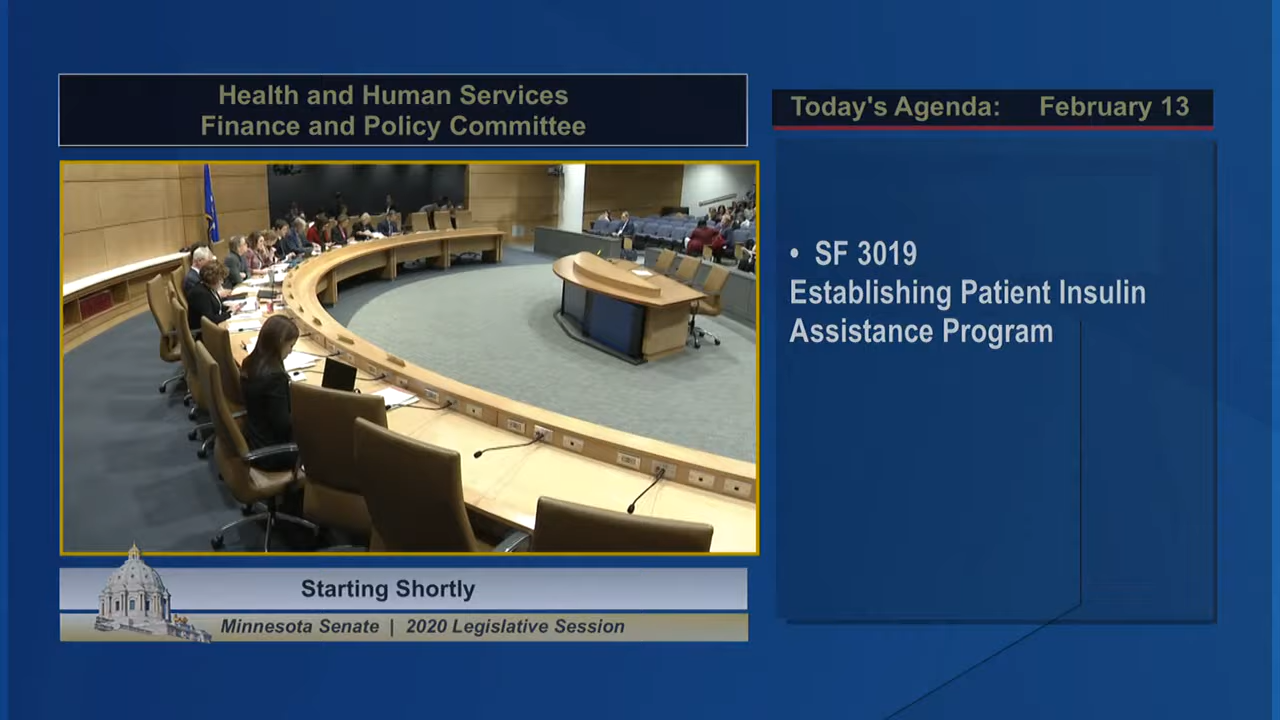 Health and Human Services
Finance and Policy Committee
Today's Agenda: February 13
• SF 3019
Establishing Patient Insulin
Assistance Program
Starting Shortly
Minnesota Senate | 2020 Legislative Session